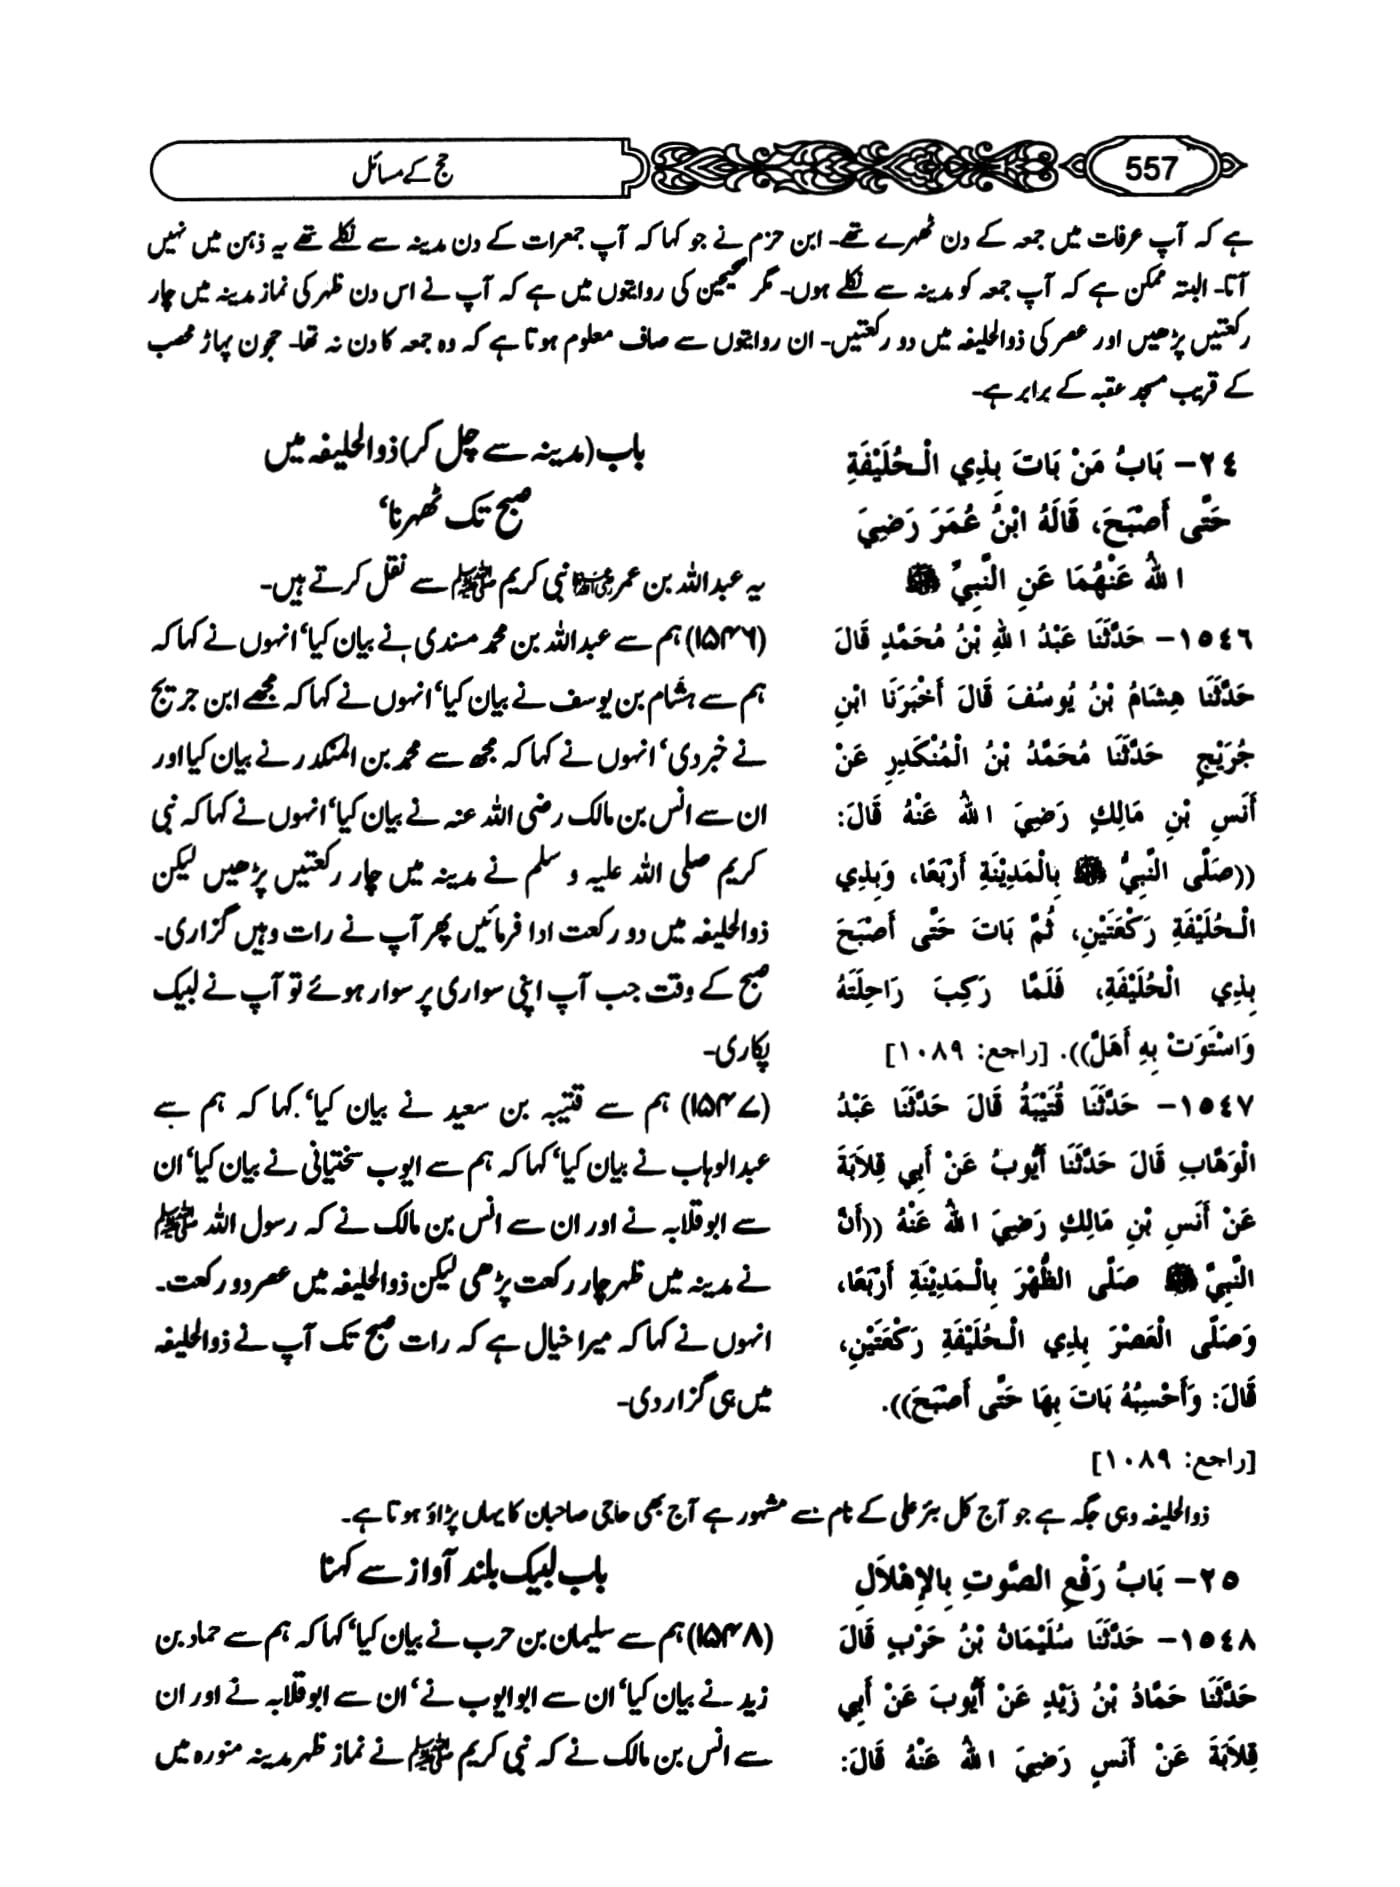 557
حج کے مسائل
ہے کہ آپ عرفات میں جمعہ کے دن ٹھہرے تھے۔ ابن حزم نے جو کہا کہ آپ جمعرات کے دن مدینہ سے نکلے تھے یہ ذہن میں نہیں
آتا۔ البتہ ممکن ہے کہ آپ جمعہ کو مدینہ سے نکلے ہوں۔ مگر صحیحین کی روایتوں میں ہے کہ آپ نے اس دن ظہر کی نماز مدینہ میں چار
رکعتیں پڑھیں اور عصر کی ذوالحلیفہ میں دو رکعتیں۔ ان روایتوں سے صاف معلوم ہوتا ہے کہ وہ جمعہ کا دن نہ تھا۔ حجون پہاڑ محصب
کے قریب مسجد عقبہ کے برابر ہے۔
٢٤- بَابُ مَنْ بَاتَ بِذِي الْـحُلَيْفَةِ
حَتَّى أَصْبَحَ، قَالَهُ ابْنُ عُمَرَ رَضِيَ
ا للهُ عَنْهُمَا عَنِ النَّبِيِّ ﷺ
١٥٤٦- حَدَّثَنَا عَبْدُ ا للهِ بْنُ مُحَمَّدٍ قَالَ
حَدَّثَنَا هِشَامُ بْنُ يُوسُفَ قَالَ أَخْبَرَنَا ابْنِ
جُرَيْجٍ حَدَّثَنَا مُحَمَّدُ بْنُ الْمُنْكَدِرِ عَنْ
أَنَسِ بْنِ مَالِكٍ رَضِيَ ا للهُ عَنْهُ قَالَ:
((صَلَّى النَّبِيُّ ﷺ بِالْمَدِيْنَةِ أَرْبَعًا، وَبِذِي
الْـحُلَيْفَةِ رَكْعَتَيْنِ، ثُمَّ بَاتَ حَتَّى أَصْبَحَ
بِذِي الْحُلَيْفَةِ، فَلَمَّا رَكِبَ رَاحِلَتَهُ
وَاسْتَوَتْ بِهِ أَهَلَّ)). [راجع: ١٠٨٩]
١٥٤٧- حَدَّثَنَا قُتَيْبَةُ قَالَ حَدَّثَنَا عَبْدُ
الْوَهَّابِ قَالَ حَدَّثَنَا أَيُّوبُ عَنْ أَبِي قِلاَبَةَ
عَنْ أَنَسِ بْنِ مَالِكٍ رَضِيَ ا للهُ عَنْهُ ((أَنَّ
النَّبِيَّ ﷺ صَلَّى الظُّهْرَ بِالْـمَدِيْنَةِ أَرْبَعًا،
وَصَلَّى الْعَصْرَ بِذِي الْـحُلَيْفَةِ رَكْعَتَيْنِ،
قَالَ: وَأَحْسِبُهُ بَاتَ بِهَا حَتَّى أَصْبَحَ)).
[راجع: ١٠٨٩]
باب (مدینہ سے چل کر) ذوالحلیفہ میں
صبح تک ٹھہرنا‘
یہ عبداللہ بن عمر رضی اللہ عنہما نبی کریم ﷺ سے نقل کرتے ہیں۔
(۱۵۴۶) ہم سے عبداللہ بن محمد مسندی نے بیان کیا‘ انہوں نے کہا کہ
ہم سے ہشام بن یوسف نے بیان کیا‘ انہوں نے کہا کہ مجھے ابن جریج
نے خبر دی‘ انہوں نے کہا کہ مجھ سے محمد بن المنکدر نے بیان کیا اور
ان سے انس بن مالک رضی اللہ عنہ نے بیان کیا‘ انہوں نے کہا کہ نبی
کریم صلی اللہ علیہ و سلم نے مدینہ میں چار رکعتیں پڑھیں لیکن
ذوالحلیفہ میں دو رکعت ادا فرمائیں پھر آپ نے رات وہیں گزاری۔
صبح کے وقت جب آپ اپنی سواری پر سوار ہوئے تو آپ نے لبیک
پکاری۔
(۱۵۴۷) ہم سے قتیبہ بن سعید نے بیان کیا‘ کہا کہ ہم سے
عبدالوہاب نے بیان کیا‘ کہا کہ ہم سے ایوب سختیانی نے بیان کیا‘ ان
سے ابوقلابہ نے اور ان سے انس بن مالک نے کہ رسول اللہ ﷺ
نے مدینہ میں ظہر چار رکعت پڑھی لیکن ذوالحلیفہ میں عصر دو رکعت۔
انہوں نے کہا کہ میرا خیال ہے کہ رات صبح تک آپ نے ذوالحلیفہ
میں ہی گزار دی۔
ذوالحلیفہ وہی جگہ ہے جو آج کل بئر علی کے نام سے مشہور ہے آج بھی حاجی صاحبان کا یہاں پڑاؤ ہوتا ہے۔
٢٥- بَابُ رَفْعِ الصَّوتِ بِالإِهْلاَلِ
١٥٤٨- حَدَّثَنَا سُلَيْمَانُ بْنُ حَرْبٍ قَالَ
حَدَّثَنَا حَمَّادُ بْنُ زَيْدٍ عَنْ أَيُّوبَ عَنْ أَبِي
قِلاَبَةَ عَنْ أَنَسٍ رَضِيَ ا للهُ عَنْهُ قَالَ:
باب لبیک بلند آواز سے کہنا
(۱۵۴۸) ہم سے سلیمان بن حرب نے بیان کیا‘ کہا کہ ہم سے حماد بن
زید نے بیان کیا‘ ان سے ابوایوب نے‘ ان سے ابوقلابہ نے اور ان
سے انس بن مالک نے کہ نبی کریم ﷺ نے نماز ظہر مدینہ منورہ میں